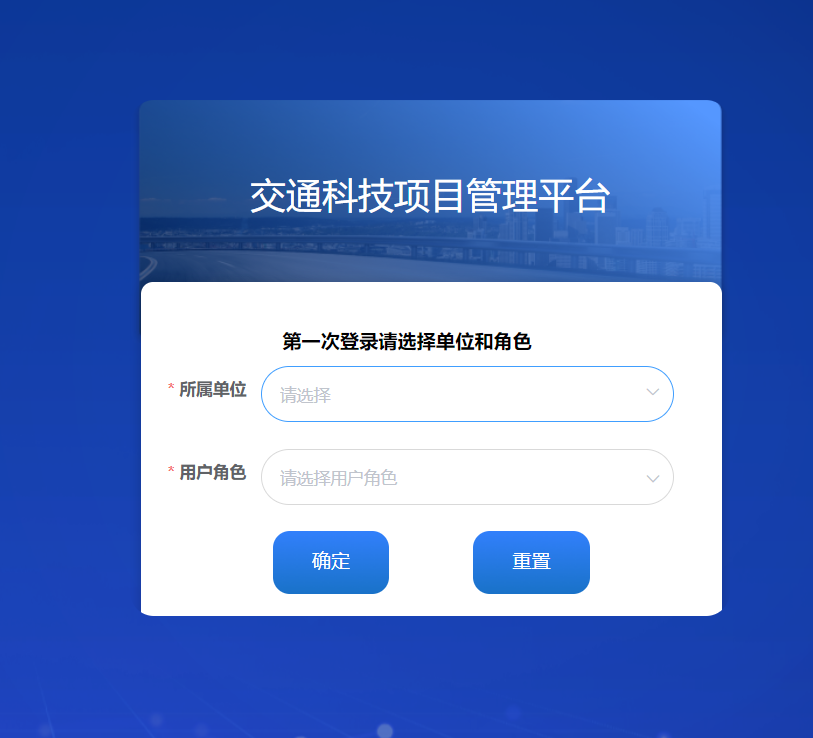 交通科技项目管理平台
第一次登录请选择单位和角色
* 所属单位 请选择
* 用户角色 请选择用户角色
确定 重置